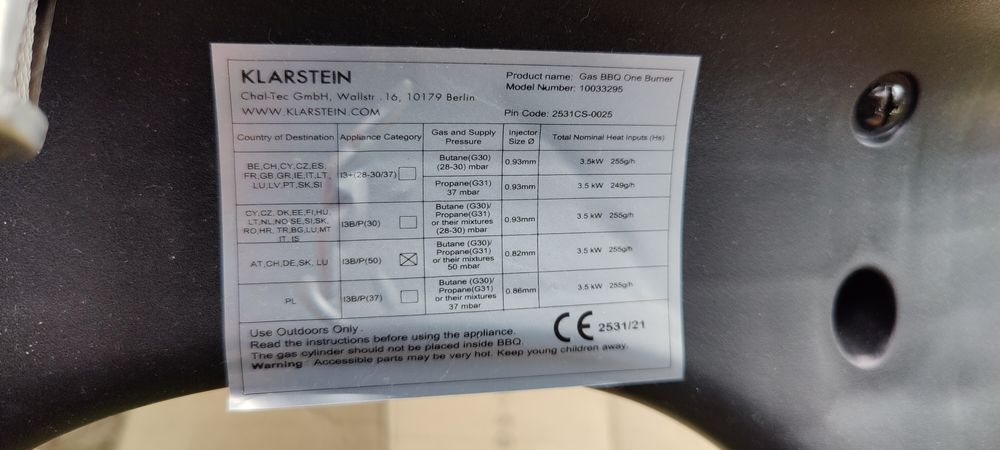 KLARSTEIN
Chal-Tec GmbH, Wallstr .16, 10179 Berlin
WWW.KLARSTEIN.COM
Product name: Gas BBQ One Burner
Model Number: 10033295
Pin Code: 2531CS-0025
Country of Destination Appliance Category Gas and Supply Pressure Injector Size Ø Total Nominal Heat Inputs (Hs)
BE,CH,CY,CZ,ES,
FR,GB,GR,IE,IT,LT,
LU,LV,PT,SK,SI
I3+(28-30/37)
Butane(G30)
(28-30) mbar
0.93mm
3.5kW 255g/h
Propane(G31)
37 mbar
0.93mm
3.5 kW 249g/h
CY,CZ, DK,EE,FI,HU,
LT,NL,NO SE,SI,SK,
RO,HR, TR,BG,LU,MT
IT, IS
I3B/P(30)
Butane (G30)/
Propane(G31)
or their mixtures
(28-30) mbar
0.93mm
3.5 kW 255g/h
AT,CH,DE,SK, LU
I3B/P(50)
Butane (G30)/
Propane(G31)
or their mixtures
50 mbar
0.82mm
3.5 kW 255g/h
PL
I3B/P(37)
Butane (G30)/
Propane(G31)
or their mixtures
37 mbar
0.86mm
3.5 kW 255g/h
Use Outdoors Only.
Read the instructions before using the appliance.
The gas cylinder should not be placed inside BBQ.
Warning: Accessible parts may be very hot. Keep young children away.
CE 2531/21